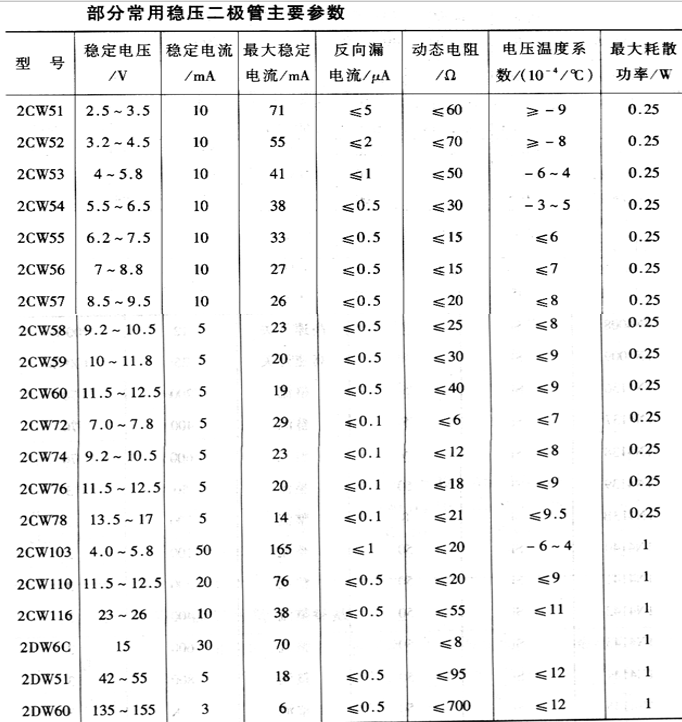 部分常用稳压二极管主要参数
型 号 稳定电压/V 稳定电流/mA 最大稳定电流/mA 反向漏电流/μA 动态电阻/Ω 电压温度系数/(10⁻⁴/℃) 最大耗散功率/W
2CW51 2.5~3.5 10 71 ≤5 ≤60 ≥-9 0.25
2CW52 3.2~4.5 10 55 ≤2 ≤70 ≥-8 0.25
2CW53 4~5.8 10 41 ≤1 ≤50 -6~4 0.25
2CW54 5.5~6.5 10 38 ≤0.5 ≤30 -3~5 0.25
2CW55 6.2~7.5 10 33 ≤0.5 ≤15 ≤6 0.25
2CW56 7~8.8 10 27 ≤0.5 ≤15 ≤7 0.25
2CW57 8.5~9.5 10 26 ≤0.5 ≤20 ≤8 0.25
2CW58 9.2~10.5 5 23 ≤0.5 ≤25 ≤8 0.25
2CW59 10~11.8 5 20 ≤0.5 ≤30 ≤9 0.25
2CW60 11.5~12.5 5 19 ≤0.5 ≤40 ≤9 0.25
2CW72 7.0~7.8 5 29 ≤0.1 ≤6 ≤7 0.25
2CW74 9.2~10.5 5 23 ≤0.1 ≤12 ≤8 0.25
2CW76 11.5~12.5 5 20 ≤0.1 ≤18 ≤9 0.25
2CW78 13.5~17 5 14 ≤0.1 ≤21 ≤9.5 0.25
2CW103 4.0~5.8 50 165 ≤1 ≤20 -6~4 1
2CW110 11.5~12.5 20 76 ≤0.5 ≤20 ≤9 1
2CW116 23~26 10 38 ≤0.5 ≤55 ≤11 1
2DW6C 15 30 70 ≤8 1
2DW51 42~55 5 18 ≤0.5 ≤95 ≤12 1
2DW60 135~155 3 6 ≤0.5 ≤700 ≤12 1